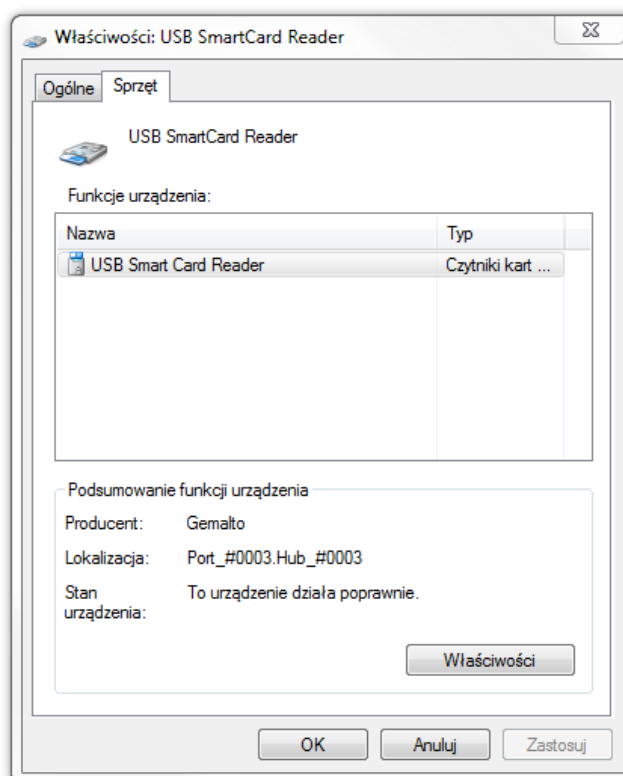 Właściwości: USB SmartCard Reader
Ogólne
Sprzęt
USB SmartCard Reader
Funkcje urządzenia:
Nazwa Typ
USB Smart Card Reader Czytniki kart ...
Podsumowanie funkcji urządzenia
Producent: Gemalto
Lokalizacja: Port_#0003.Hub_#0003
Stan urządzenia: To urządzenie działa poprawnie.
Właściwości
OK Anuluj Zastosuj